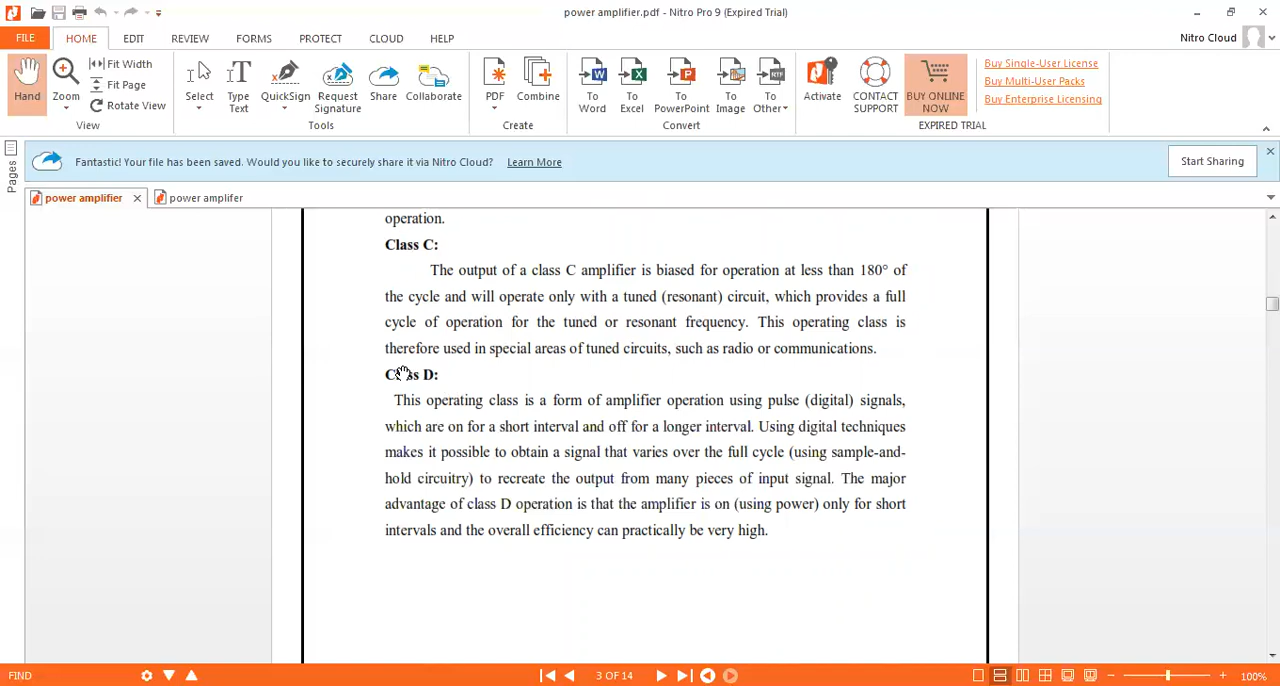 power amplifier.pdf - Nitro Pro 9 (Expired Trial)
FILE HOME EDIT REVIEW FORMS PROTECT CLOUD HELP Nitro Cloud
Hand Zoom Fit Width Fit Page Rotate View
View
Select Type Text QuickSign Request Signature Share Collaborate
Tools
PDF Combine
Create
To Word To Excel To PowerPoint To Image To Other
Convert
Activate CONTACT SUPPORT BUY ONLINE NOW
Buy Single-User License
Buy Multi-User Packs
Buy Enterprise Licensing
EXPIRED TRIAL
Pages
Fantastic! Your file has been saved. Would you like to securely share it via Nitro Cloud? Learn More Start Sharing
power amplifier power amplifer
operation.
Class C:
The output of a class C amplifier is biased for operation at less than 180° of
the cycle and will operate only with a tuned (resonant) circuit, which provides a full
cycle of operation for the tuned or resonant frequency. This operating class is
therefore used in special areas of tuned circuits, such as radio or communications.
Class D:
This operating class is a form of amplifier operation using pulse (digital) signals,
which are on for a short interval and off for a longer interval. Using digital techniques
makes it possible to obtain a signal that varies over the full cycle (using sample-and-
hold circuitry) to recreate the output from many pieces of input signal. The major
advantage of class D operation is that the amplifier is on (using power) only for short
intervals and the overall efficiency can practically be very high.
FIND 3 OF 14 100%